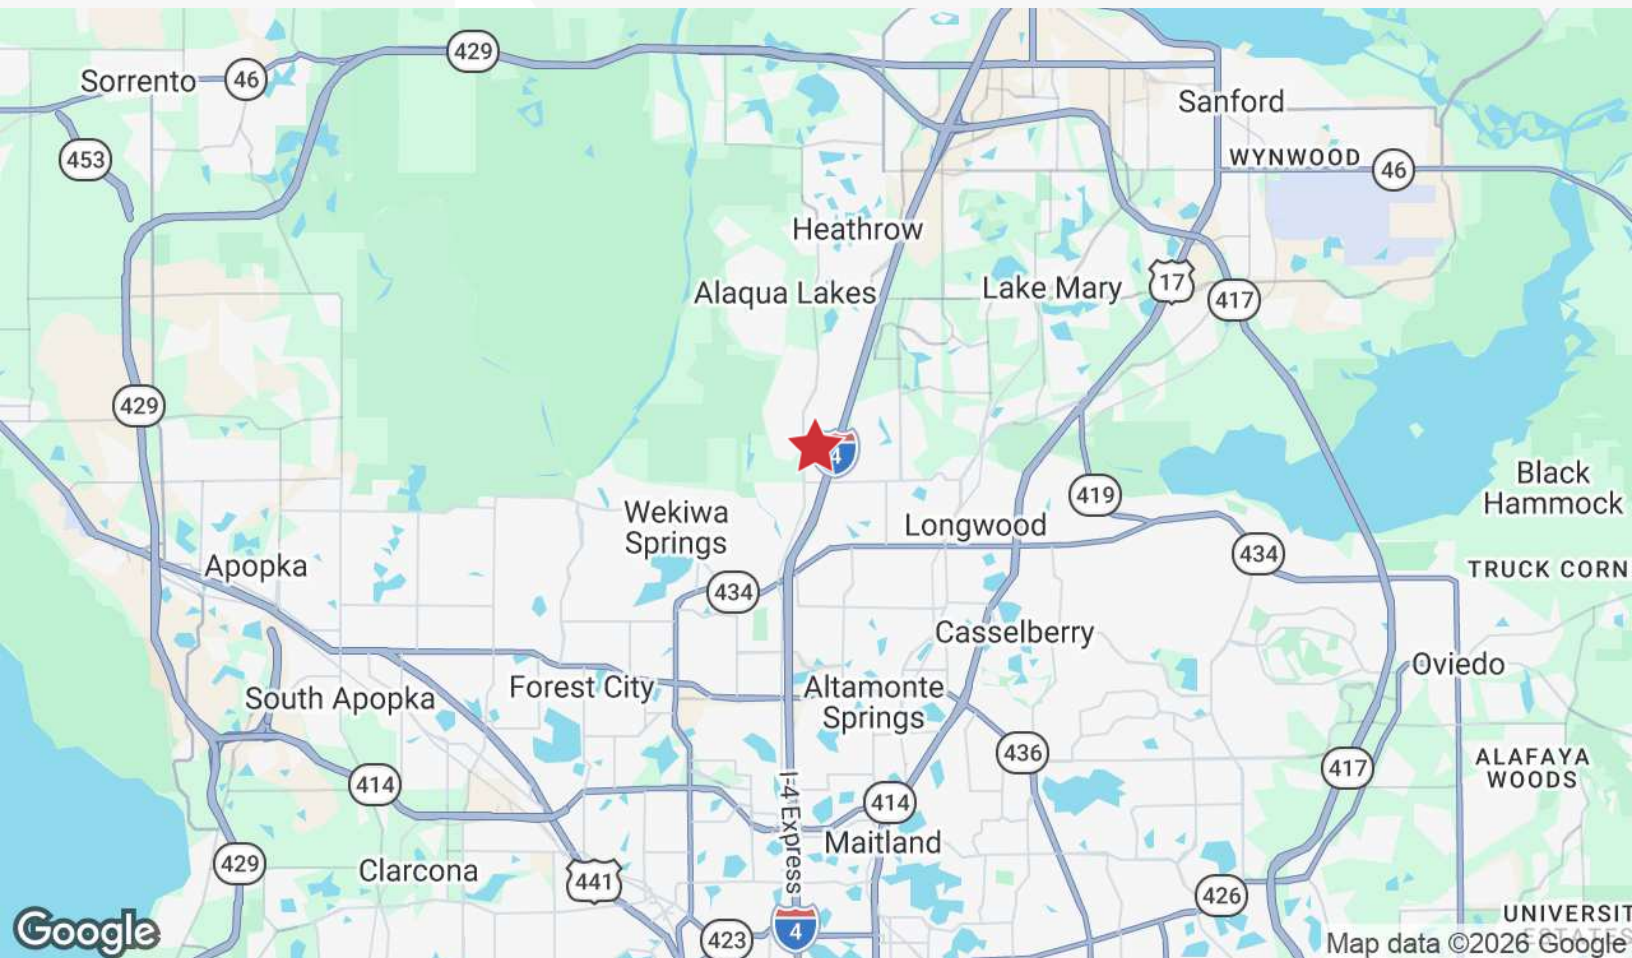 429
Sorrento
46
Sanford
453
WYNWOOD
46
Heathrow
Alaqua Lakes
Lake Mary
17
417
429
4
Black
Hammock
419
Wekiwa
Springs
Longwood
434
Apopka
TRUCK CORN
434
Casselberry
Oviedo
South Apopka
Forest City
Altamonte
Springs
436
417
ALAFAYA
WOODS
414
414
I-4 Express
Maitland
429
Clarcona
441
426
UNIVERSIT
ESTATES
423
4
Google
Map data ©2026 Google